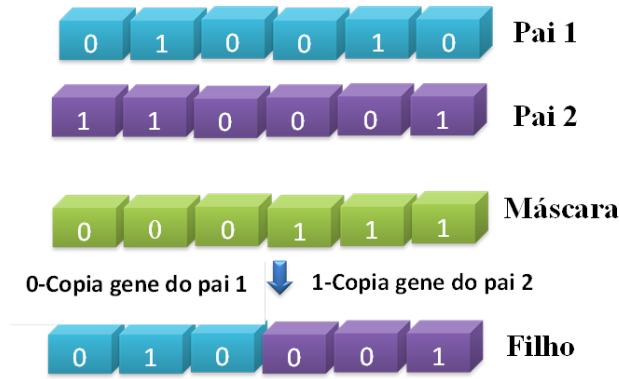 0 1 0 0 1 0 Pai 1
1 1 0 0 0 1 Pai 2
0 0 0 1 1 1 Máscara
0-Copia gene do pai 1 1-Copia gene do pai 2
0 1 0 0 0 1 Filho